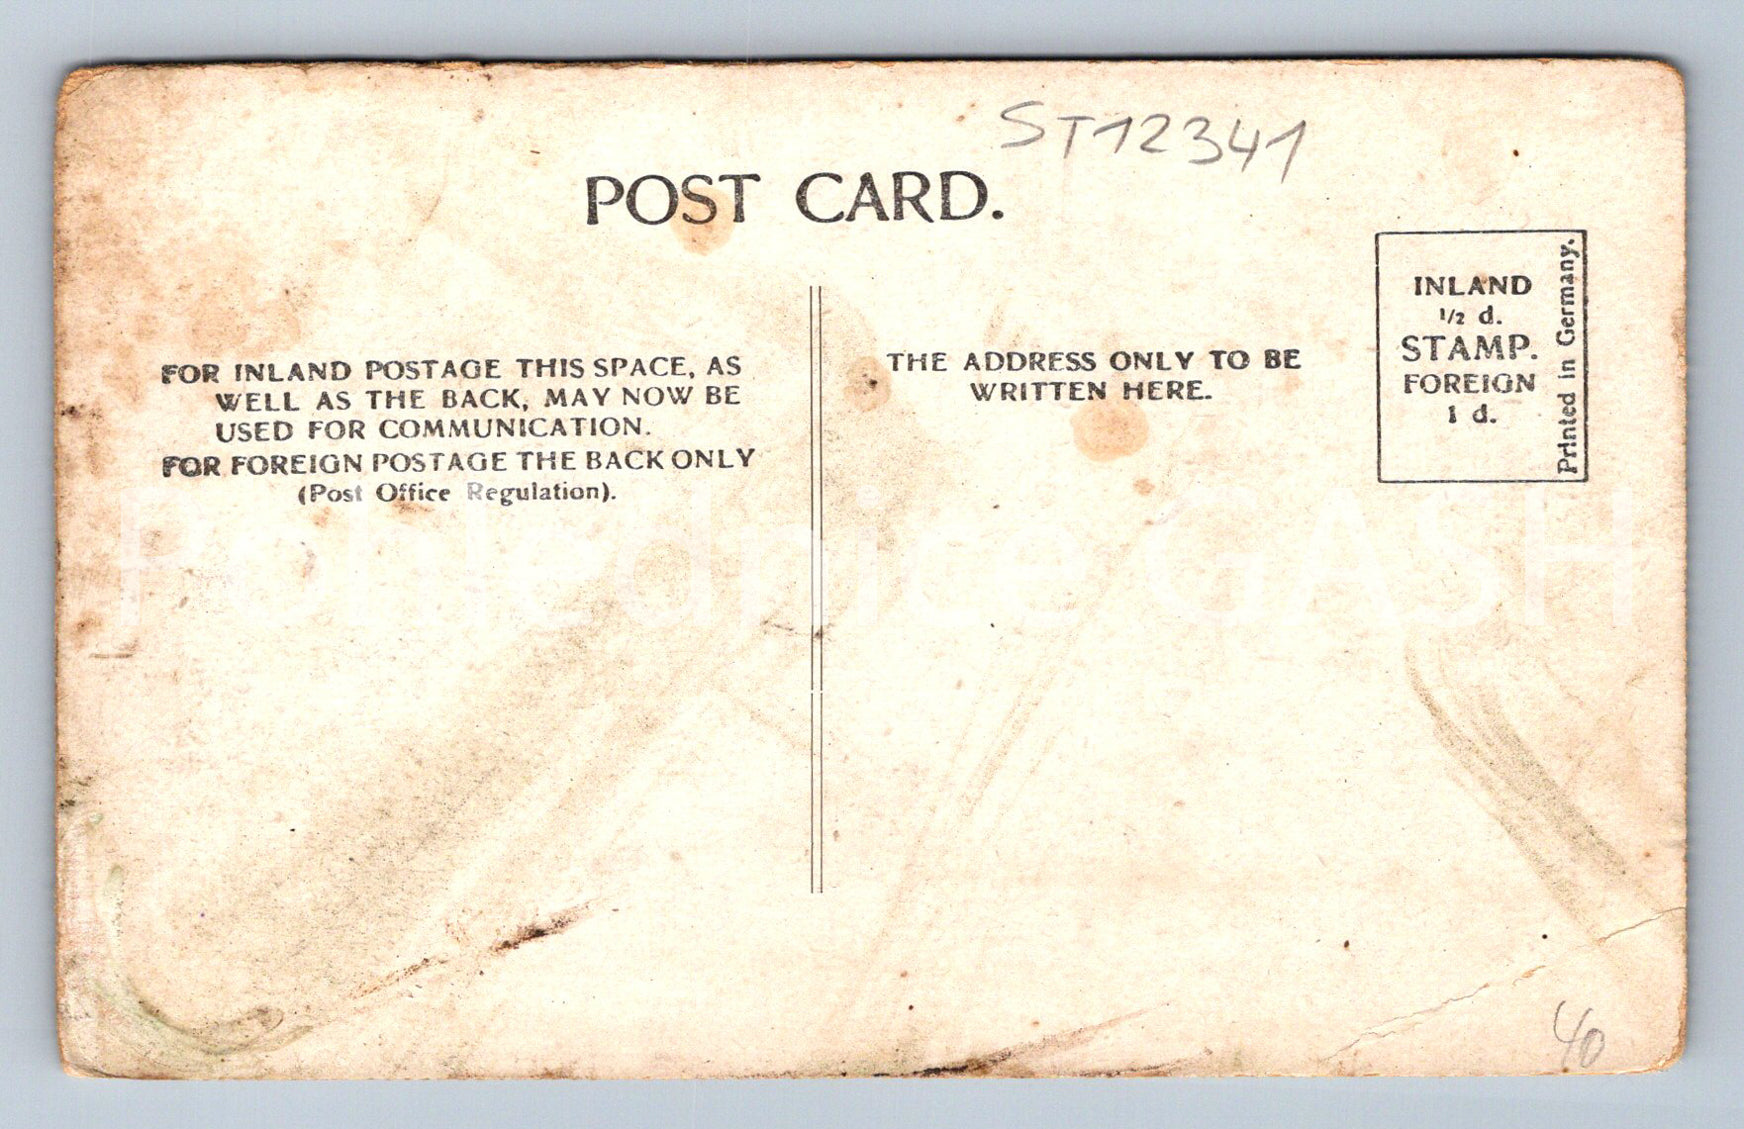 ST12341
POST CARD.
FOR INLAND POSTAGE THIS SPACE, AS
WELL AS THE BACK, MAY NOW BE
USED FOR COMMUNICATION.
FOR FOREIGN POSTAGE THE BACK ONLY
(Post Office Regulation).
THE ADDRESS ONLY TO BE
WRITTEN HERE.
INLAND
1/2 d.
STAMP.
FOREIGN
1 d.
Printed in Germany.
Pohlednice GASH
40